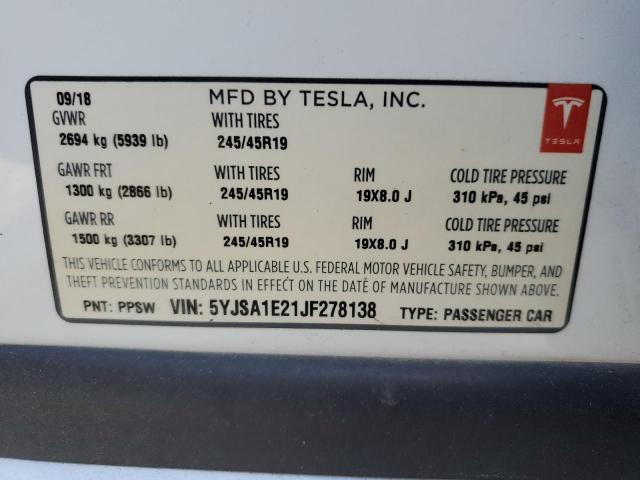 09/18 MFD BY TESLA, INC.
GVWR WITH TIRES
2694 kg (5939 lb) 245/45R19
TESLA
GAWR FRT WITH TIRES RIM COLD TIRE PRESSURE
1300 kg (2866 lb) 245/45R19 19X8.0 J 310 kPa, 45 psi
GAWR RR WITH TIRES RIM COLD TIRE PRESSURE
1500 kg (3307 lb) 245/45R19 19X8.0 J 310 kPa, 45 psi
THIS VEHICLE CONFORMS TO ALL APPLICABLE U.S. FEDERAL MOTOR VEHICLE SAFETY, BUMPER, AND
THEFT PREVENTION STANDARDS IN EFFECT ON THE DATE OF MANUFACTURE SHOWN ABOVE.
PNT: PPSW VIN: 5YJSA1E21JF278138 TYPE: PASSENGER CAR